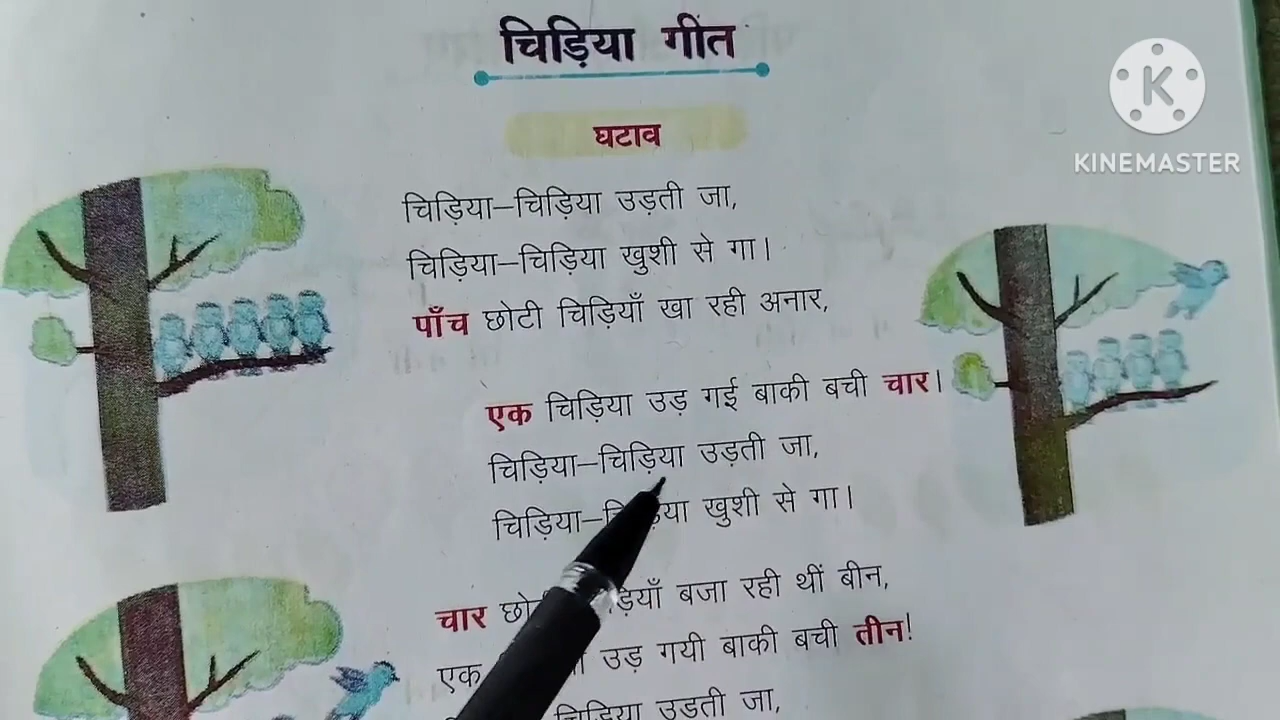 चिड़िया गीत
घटाव
चिड़िया–चिड़िया उड़ती जा,
चिड़िया–चिड़िया खुशी से गा।
पाँच छोटी चिड़ियाँ खा रही अनार,
एक चिड़िया उड़ गई बाकी बची चार।
चिड़िया–चिड़िया उड़ती जा,
चिड़िया–चिड़िया खुशी से गा।
चार बजा रही थीं बीन,
एक उड़ गयी बाकी बची तीन!
चिड़िया उड़ती जा,
K
KINEMASTER